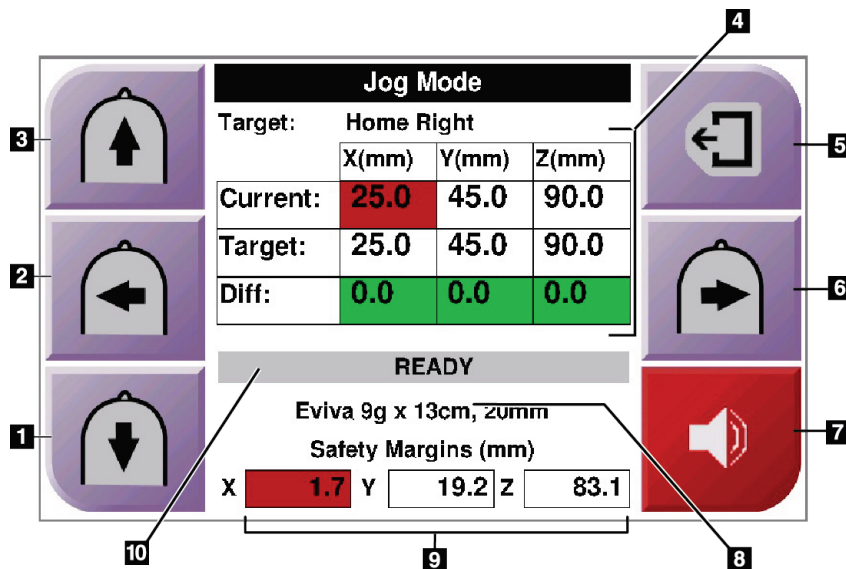 4
Jog Mode
Target: Home Right
3
5
X(mm) Y(mm) Z(mm)
Current: 25.0 45.0 90.0
Target: 25.0 45.0 90.0
2
6
Diff: 0.0 0.0 0.0
READY
Eviva 9g x 13cm, 20mm
1
7
Safety Margins (mm)
X 1.7 Y 19.2 Z 83.1
10
9
8